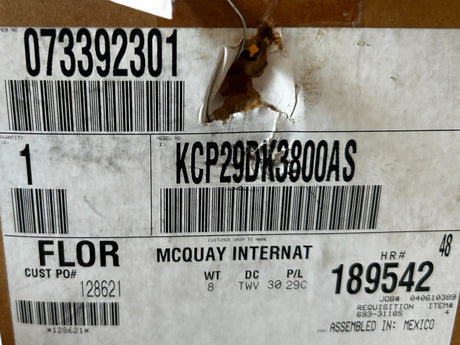 073392301
QUANTITY
MODEL NO
1
KCP29DK3800AS
CUSTOMER SHIP TO NAME
FLOR
MCQUAY INTERNAT
HR#
48
CUST PO#
WT
DC
P/L
128621
8
TWV
30 29C
189542
JOB# 040610389
REQUISITION
ITEM#
693-31185
4
*128621*
ASSEMBLED IN: MEXICO